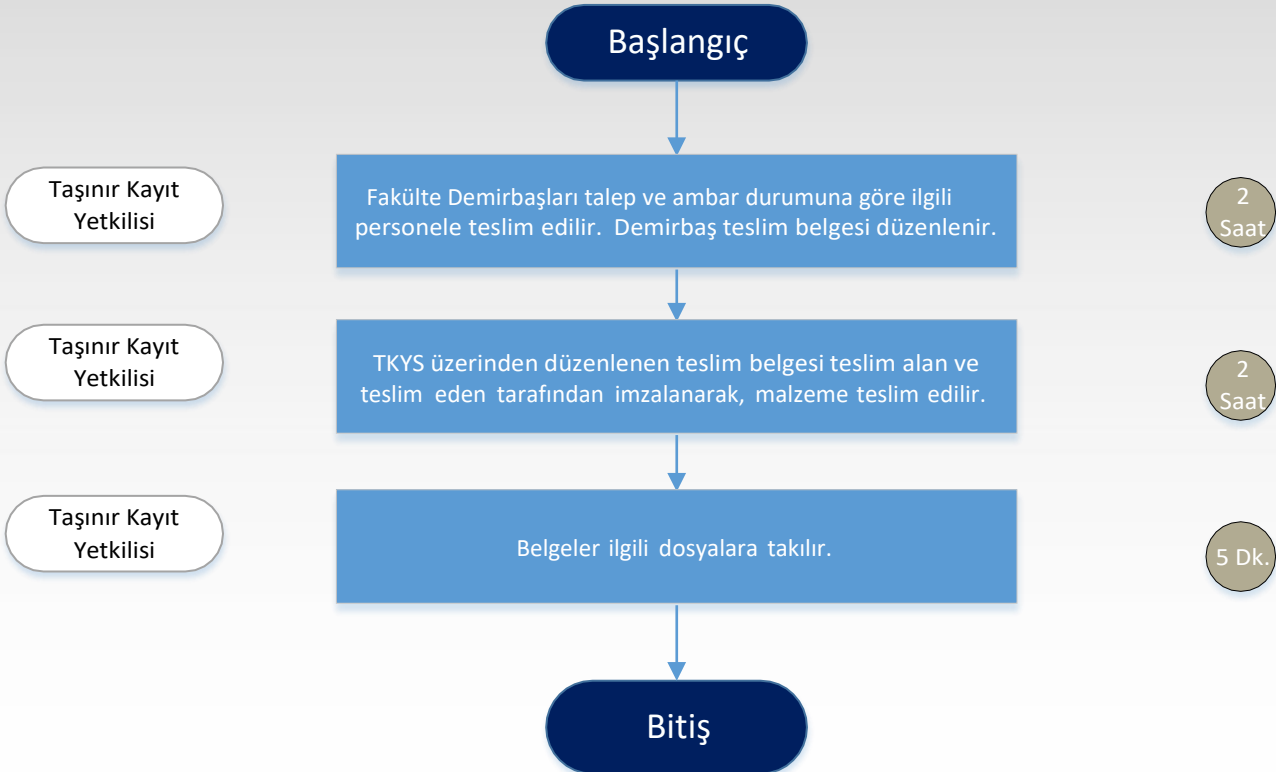 Başlangıç
Taşınır Kayıt
Yetkilisi
Fakülte Demirbaşları talep ve ambar durumuna göre ilgili
personele teslim edilir. Demirbaş teslim belgesi düzenlenir.
2
Saat
Taşınır Kayıt
Yetkilisi
TKYS üzerinden düzenlenen teslim belgesi teslim alan ve
teslim eden tarafından imzalanarak, malzeme teslim edilir.
2
Saat
Taşınır Kayıt
Yetkilisi
Belgeler ilgili dosyalara takılır.
5 Dk.
Bitiş